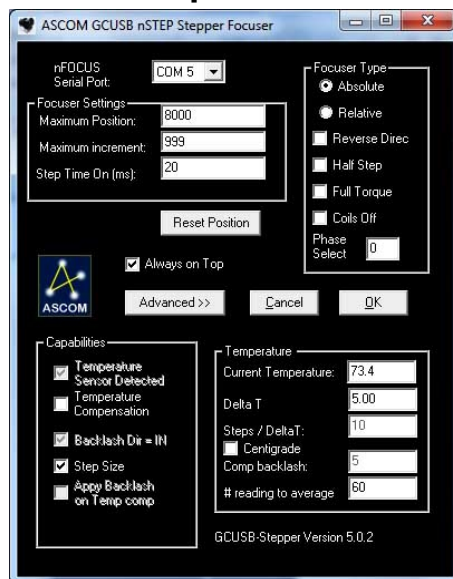 ASCOM GCUSB nSTEP Stepper Focuser
nFOCUS
Serial Port:
COM 5
Focuser Settings
Maximum Position:
8000
Maximum increment:
999
Step Time On (ms):
20
Focuser Type
Absolute
Relative
Reverse Direc
Half Step
Full Torque
Coils Off
Phase
Select
0
Reset Position
Always on Top
ASCOM
Advanced >>
Cancel
OK
Capabilities
Temperature
Sensor Detected
Temperature
Compensation
Backlash Dir = IN
Step Size
Appy Backlash
on Temp comp
Temperature
Current Temperature:
73.4
Delta T
5.00
Steps / DeltaT:
10
Centigrade
Comp backlash:
5
# reading to average
60
GCUSB-Stepper Version 5.0.2